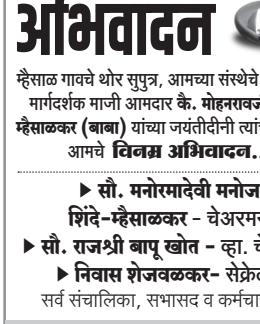 अभिवादन
म्हैसाळ गावचे थोर सुपुत्र, आमच्या संस्थेचे
मार्गदर्शक माजी आमदार कै. मोहनरावजं
म्हैसाळकर (बाबा) यांच्या जयंतीदीनी त्यां
आमचे विनम्र अभिवादन..
▶ सौ. मनोरमादेवी मनोज
शिंदे-म्हैसाळकर - चेअरम
▶ सौ. राजश्री बापू खोत - व्हा. चे
▶ निवास शेजवळकर- सेक्रे
सर्व संचालिका, सभासद व कर्मचा